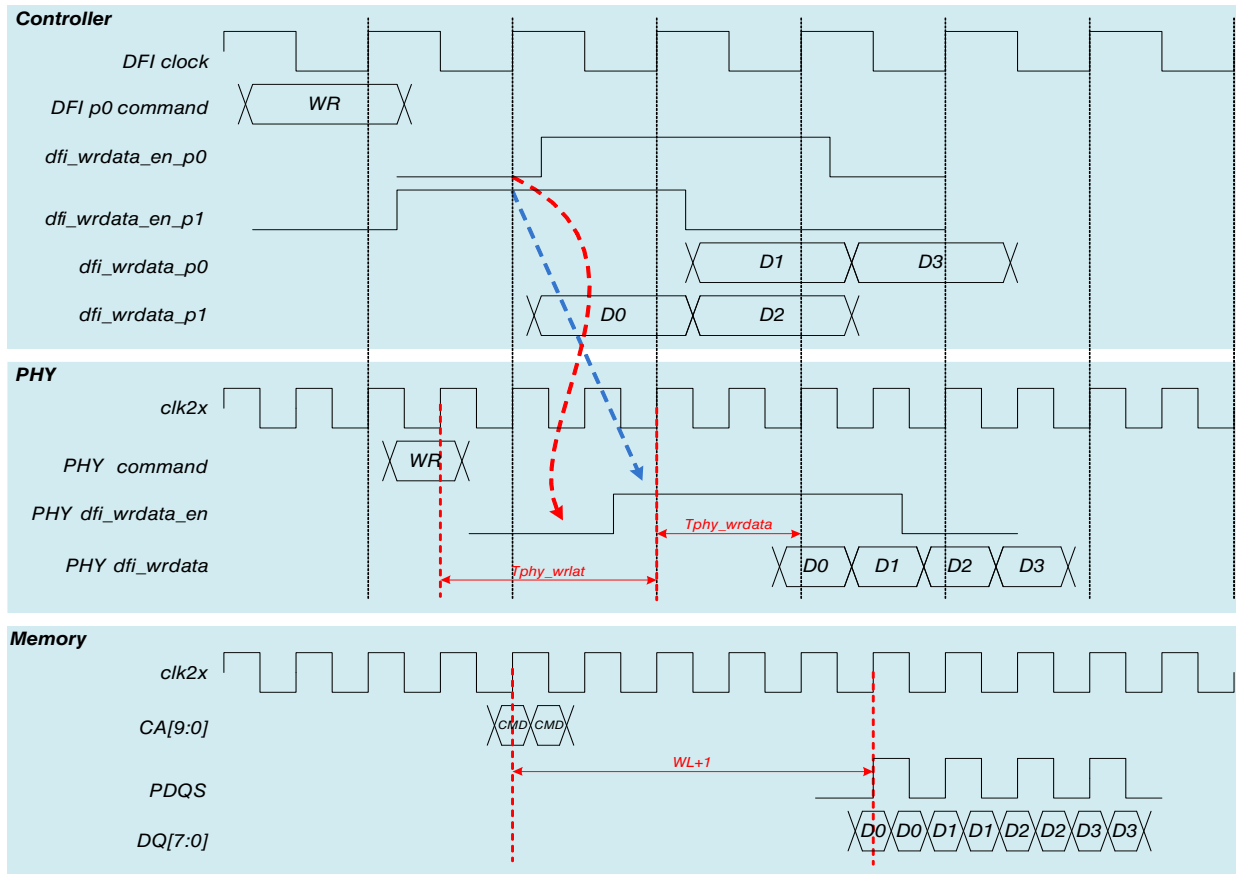 Controller
DFI clock
DFI p0 command WR
dfi_wrdata_en_p0
dfi_wrdata_en_p1
dfi_wrdata_p0 D1 D3
dfi_wrdata_p1 D0 D2
PHY
clk2x
PHY command WR
PHY dfi_wrdata_en Tphy_wrdata
PHY dfi_wrdata D0 D1 D2 D3
Tphy_wrlat
Memory
clk2x
CA[9:0] CMD CMD
WL+1
PDQS
DQ[7:0] D0 D0 D1 D1 D2 D2 D3 D3